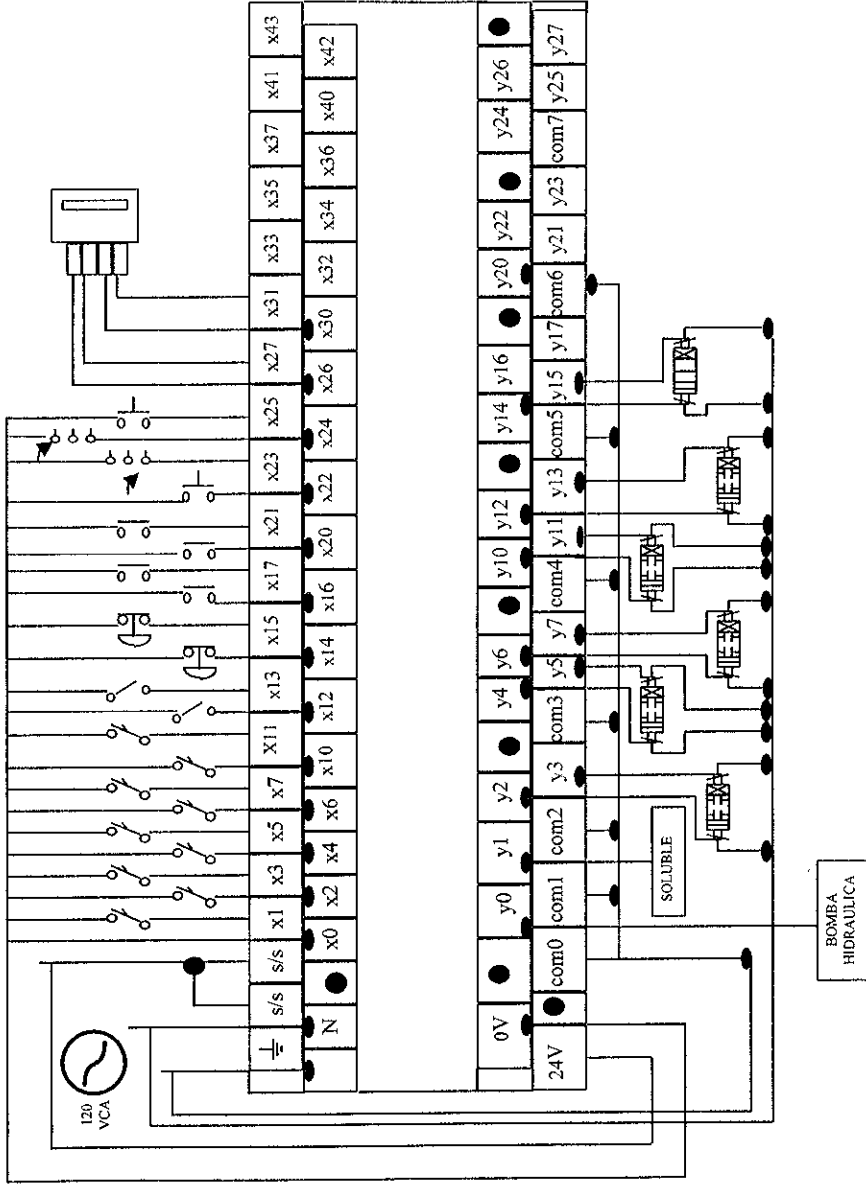 120
VCA
s/s s/s x1 x3 x5 x7 X11 x13 x15 x17 x21 x23 x25 x27 x31 x33 x35 x37 x41 x43
N x0 x2 x4 x6 x10 x12 x14 x16 x20 x22 x24 x26 x30 x32 x34 x36 x40 x42
0V y0 y1 y2 y4 y6 y10 y12 y14 y16 y20 y22 y24 y26
24V com0 com1 com2 y3 com3 y5 y7 com4 y11 y13 com5 y15 y17 com6 y21 y23 com7 y25 y27
SOLUBLE
BOMBA
HIDRAULICA